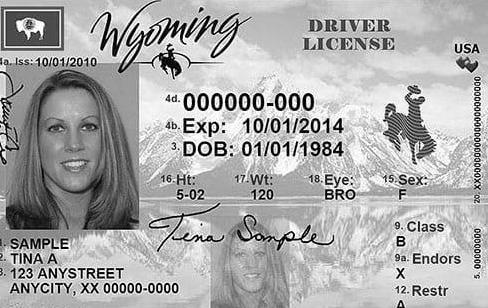 Wyoming
DRIVER
LICENSE
USA
4a. Iss: 10/01/2010
4d. 000000-000
4b. Exp: 10/01/2014
3. DOB: 01/01/1984
16. Ht: 17. Wt: 18. Eye: 15. Sex:
5-02 120 BRO F
Tina Sample
1. SAMPLE
2. TINA A
8. 123 ANYSTREET
ANYCITY, XX 00000-0000
9. Class
B
9a. Endors
X
12. Restr
A
5. 00000000